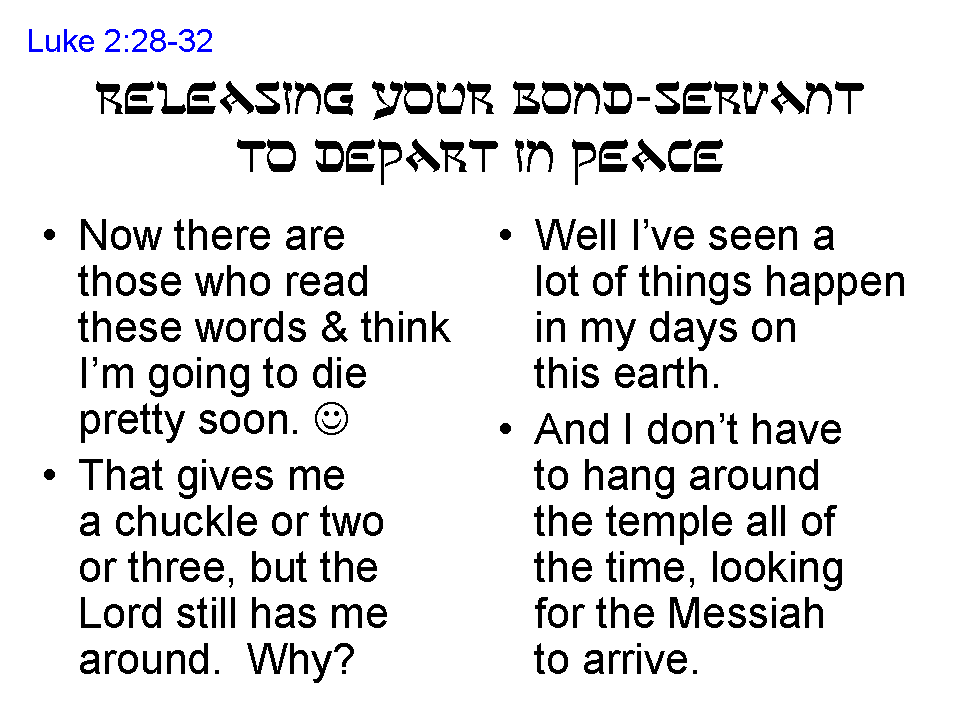 Luke 2:28-32
RELEASING YOUR BOND-SERVANT
TO DEPART IN PEACE
• Now there are
those who read
these words & think
I’m going to die
pretty soon. ☺
• That gives me
a chuckle or two
or three, but the
Lord still has me
around.  Why?
• Well I’ve seen a
lot of things happen
in my days on
this earth.
• And I don’t have
to hang around
the temple all of
the time, looking
for the Messiah
to arrive.